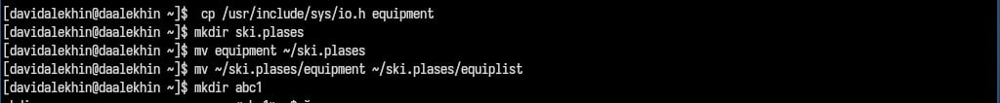 [davidalekhin@daalekhin ~]$  cp /usr/include/sys/io.h equipment
[davidalekhin@daalekhin ~]$ mkdir ski.plases
[davidalekhin@daalekhin ~]$ mv equipment ~/ski.plases
[davidalekhin@daalekhin ~]$ mv ~/ski.plases/equipment ~/ski.plases/equiplist
[davidalekhin@daalekhin ~]$ mkdir abc1